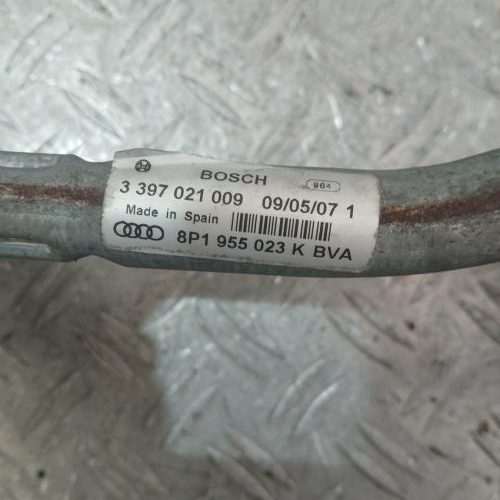 BOSCH 964
3 397 021 009 09/05/07 1
Made in Spain
8P1 955 023 K BVA